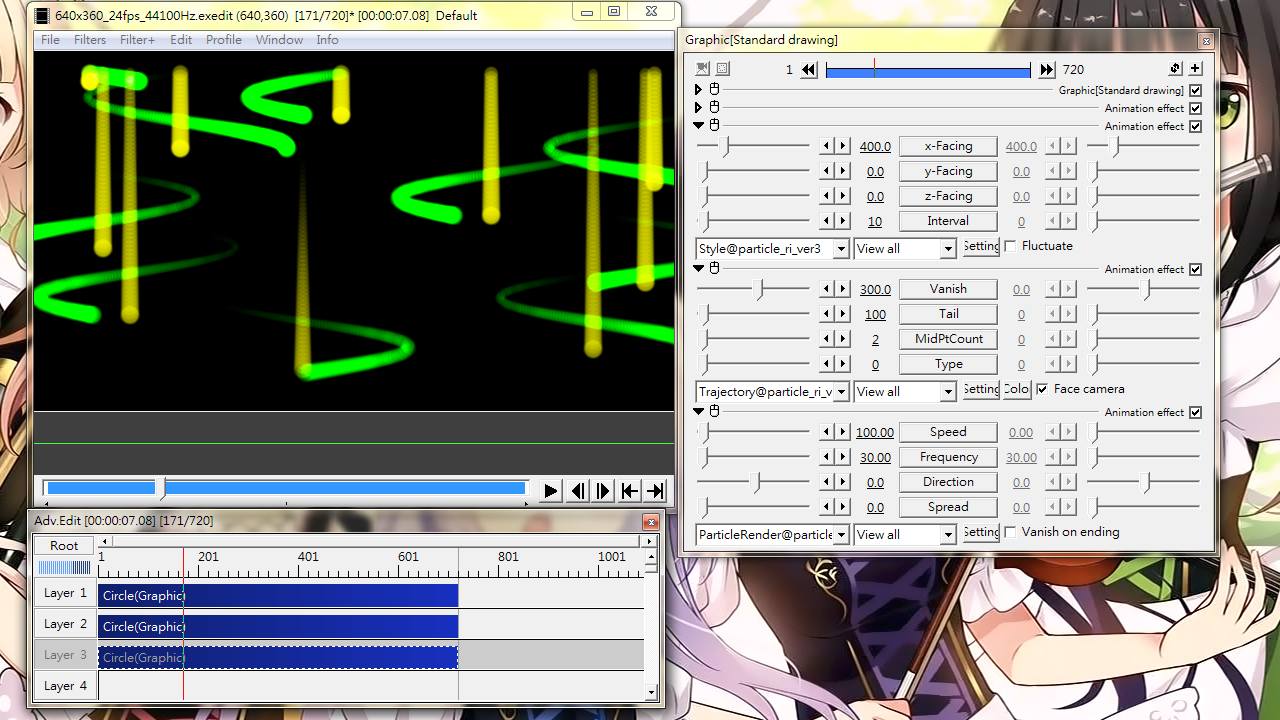 640x360_24fps_44100Hz.exedit (640,360) [171/720]* [00:00:07.08] Default
File Filters Filter+ Edit Profile Window Info
Adv.Edit [00:00:07.08] [171/720]
Root
1 201 401 601 801 1001
Layer 1 Circle(Graphic)
Layer 2 Circle(Graphic)
Layer 3 Circle(Graphic)
Layer 4
Graphic[Standard drawing]
1 720
Graphic[Standard drawing]
Animation effect
Animation effect
400.0 x-Facing 400.0
0.0 y-Facing 0.0
0.0 z-Facing 0.0
10 Interval 0
Style@particle_ri_ver3 View all Setting Fluctuate
Animation effect
300.0 Vanish 0.0
100 Tail 0
2 MidPtCount 0
0 Type 0
Trajectory@particle_ri_v View all Setting Colo Face camera
Animation effect
100.00 Speed 0.00
30.00 Frequency 30.00
0.0 Direction 0.0
0.0 Spread 0.0
ParticleRender@particle View all Setting Vanish on ending